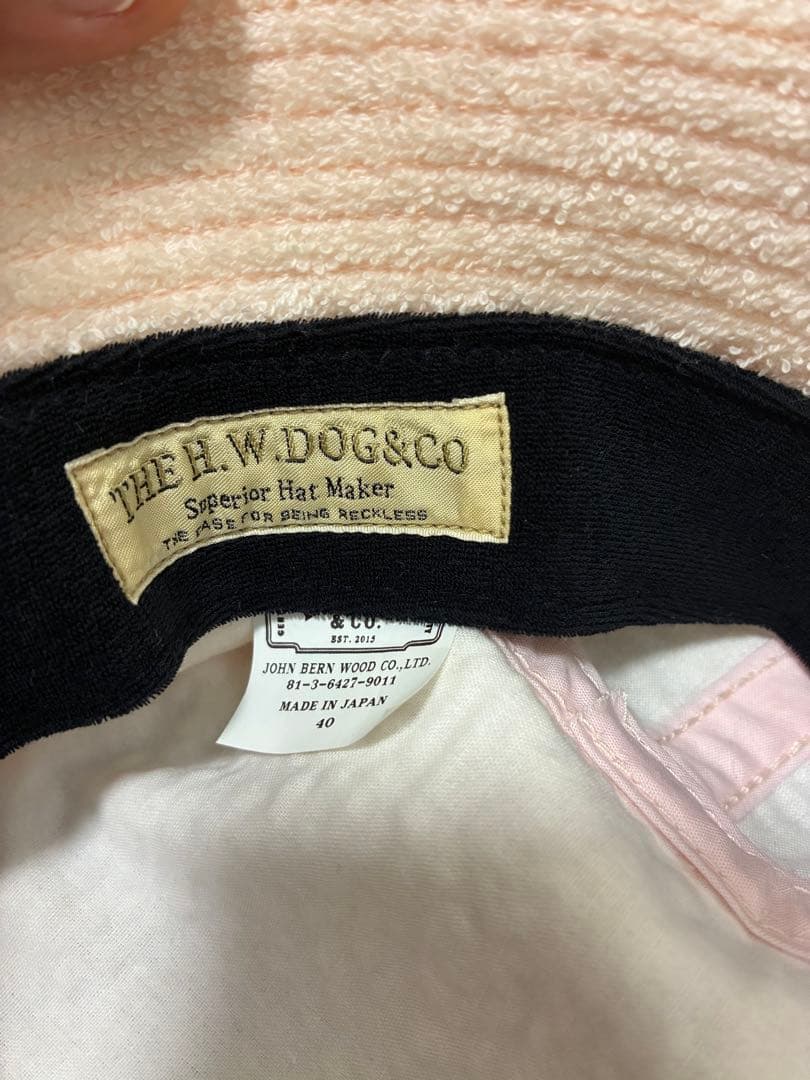 THE H.W.DOG&CO
Superior Hat Maker
THE EASE FOR BEING RECKLESS
& CO.
EST. 2015
JOHN BERN WOOD CO.,LTD.
81-3-6427-9011
MADE IN JAPAN
40